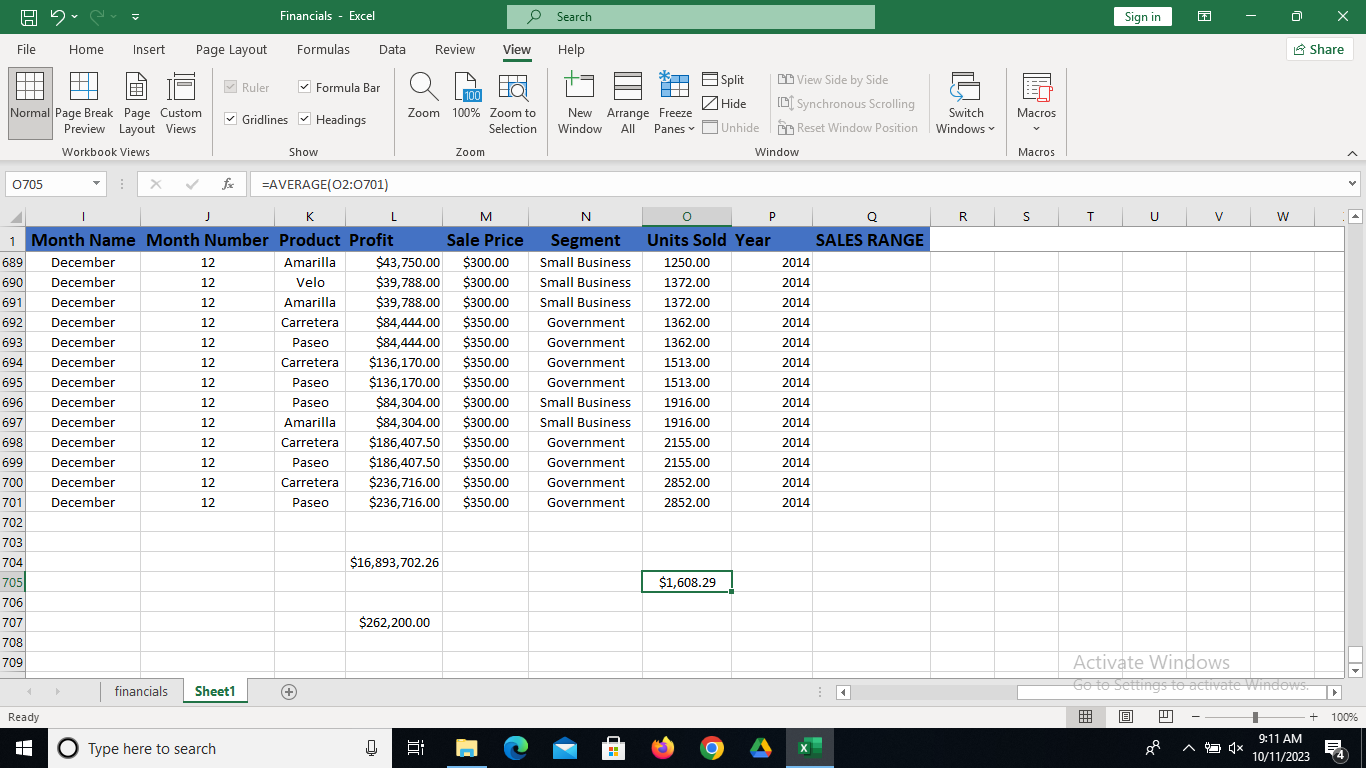 Financials - Excel
Search
Sign in
File Home Insert Page Layout Formulas Data Review View Help
Share
Normal
Page Break Preview
Page Layout
Custom Views
Workbook Views
Ruler
Formula Bar
Gridlines
Headings
Show
Zoom
100
100%
Zoom to Selection
Zoom
New Window
Arrange All
Freeze Panes
Split
Hide
Unhide
View Side by Side
Synchronous Scrolling
Reset Window Position
Window
Switch Windows
Macros
Macros
O705
fx
=AVERAGE(O2:O701)
I J K L M N O P Q R S T U V W
1 Month Name Month Number Product Profit Sale Price Segment Units Sold Year SALES RANGE
689 December 12 Amarilla $43,750.00 $300.00 Small Business 1250.00 2014
690 December 12 Velo $39,788.00 $300.00 Small Business 1372.00 2014
691 December 12 Amarilla $39,788.00 $300.00 Small Business 1372.00 2014
692 December 12 Carretera $84,444.00 $350.00 Government 1362.00 2014
693 December 12 Paseo $84,444.00 $350.00 Government 1362.00 2014
694 December 12 Carretera $136,170.00 $350.00 Government 1513.00 2014
695 December 12 Paseo $136,170.00 $350.00 Government 1513.00 2014
696 December 12 Paseo $84,304.00 $300.00 Small Business 1916.00 2014
697 December 12 Amarilla $84,304.00 $300.00 Small Business 1916.00 2014
698 December 12 Carretera $186,407.50 $350.00 Government 2155.00 2014
699 December 12 Paseo $186,407.50 $350.00 Government 2155.00 2014
700 December 12 Carretera $236,716.00 $350.00 Government 2852.00 2014
701 December 12 Paseo $236,716.00 $350.00 Government 2852.00 2014
702
703
704 $16,893,702.26
705 $1,608.29
706
707 $262,200.00
708
709
Activate Windows
Go to Settings to activate Windows.
financials Sheet1
Ready
100%
Type here to search
9:11 AM
10/11/2023
4